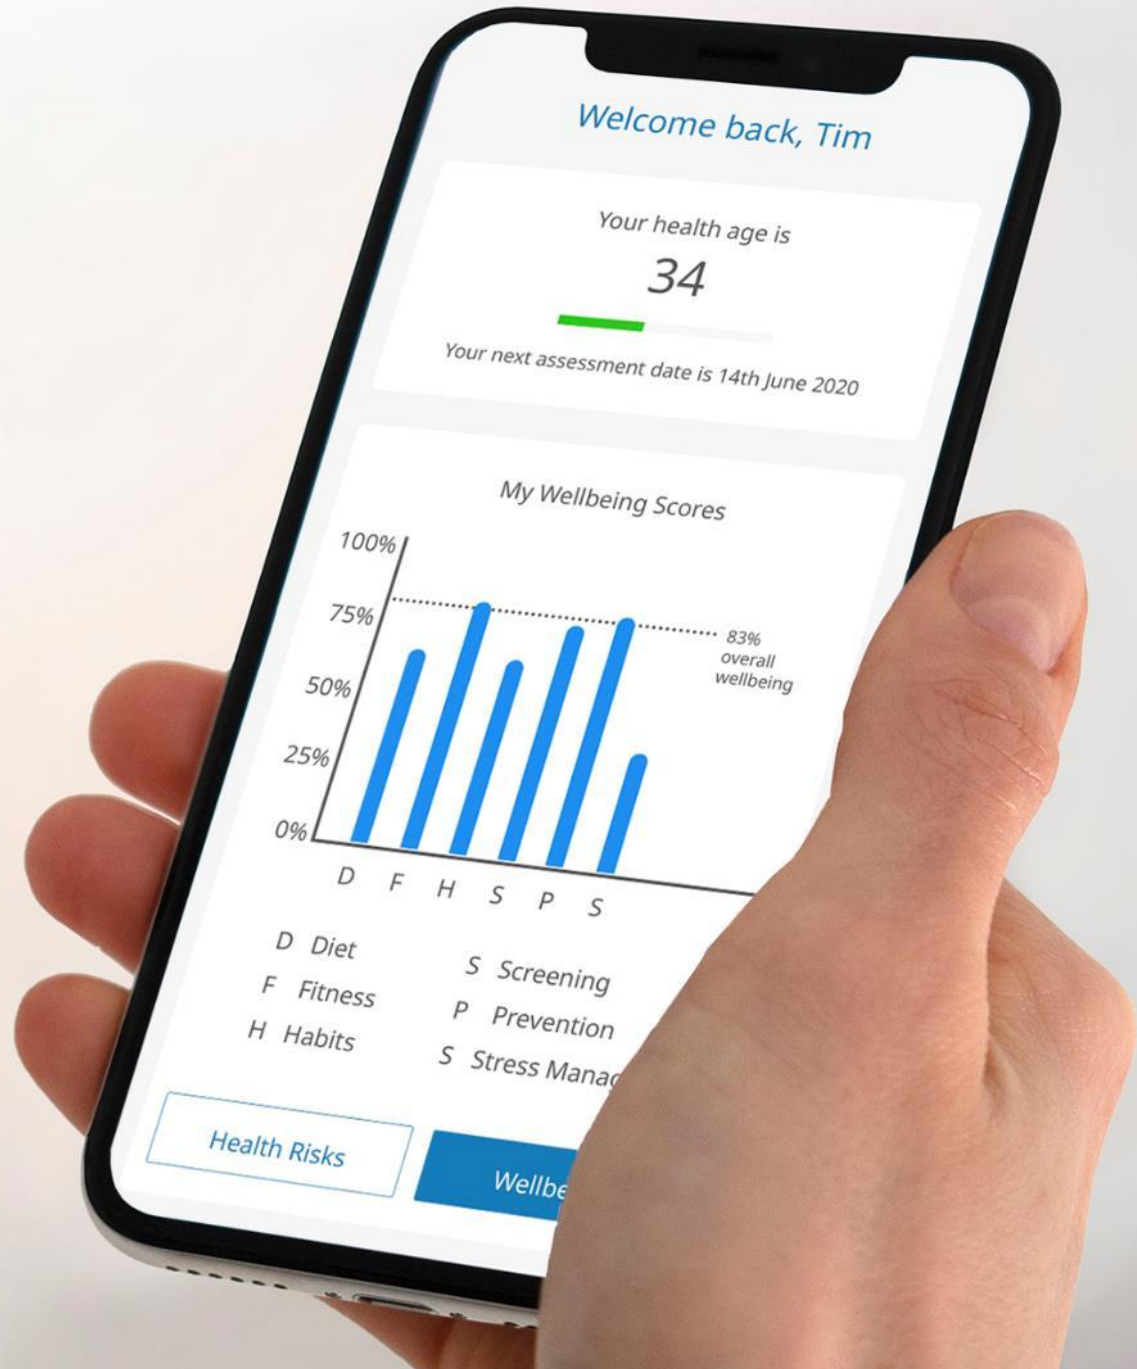 Welcome back, Tim
Your health age is
34
Your next assessment date is 14th June 2020
My Wellbeing Scores
100%
75%
50%
25%
0%
83%
overall
wellbeing
D F H S P S
D Diet
F Fitness
H Habits
S Screening
P Prevention
S Stress
Health Risks